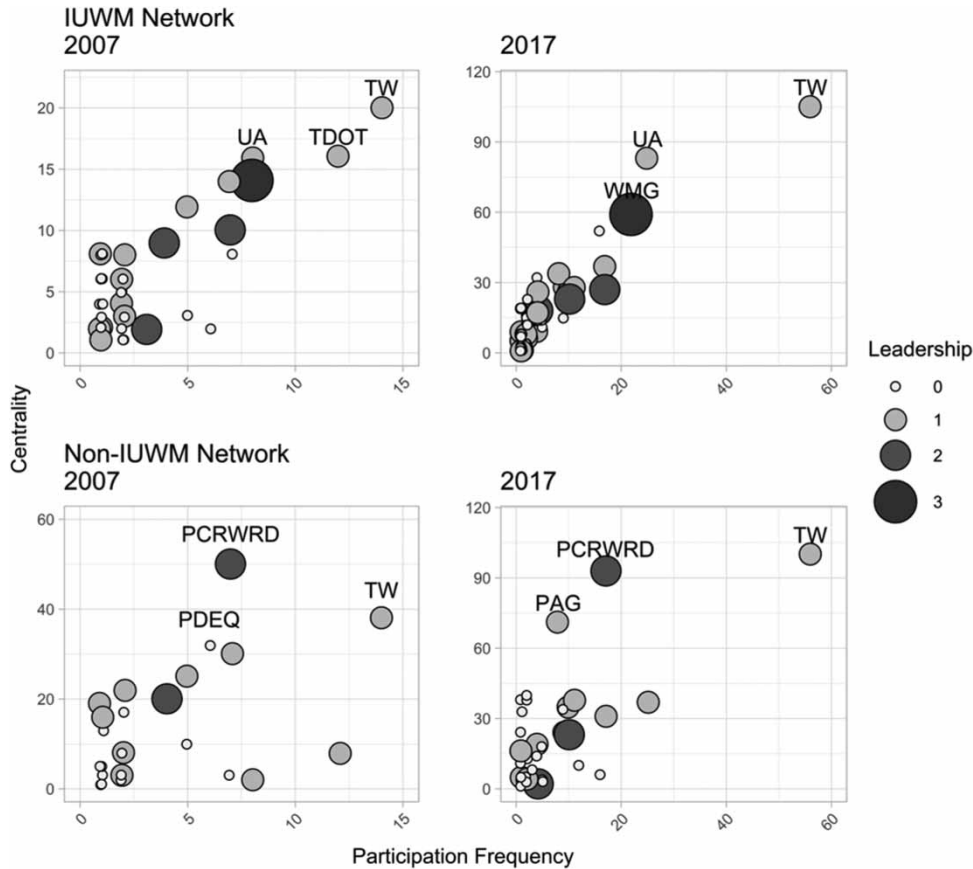 IUWM Network
2007
2017
20
15
10
5
0
TW
UA
TDOT
0
5
10
15
120
90
60
30
0
TW
UA
WMG
0
20
40
60
Leadership
0
1
2
3
Centrality
Non-IUWM Network
2007
2017
60
40
20
0
PCRWRD
TW
PDEQ
0
5
10
15
120
90
60
30
0
TW
PCRWRD
PAG
0
20
40
60
Participation Frequency